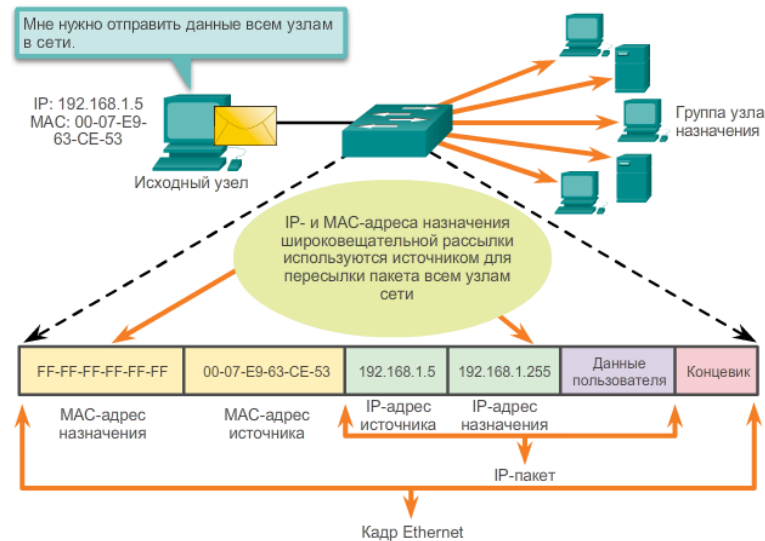 Мне нужно отправить данные всем узлам
в сети.
IP: 192.168.1.5
MAC: 00-07-E9-
63-CE-53
Исходный узел
Группа узла
назначения
IP- и MAC-адреса назначения
широковещательной рассылки
используются источником для
пересылки пакета всем узлам
сети
FF-FF-FF-FF-FF-FF
00-07-E9-63-CE-53
192.168.1.5
192.168.1.255
Данные
пользователя
Концевик
MAC-адрес
назначения
MAC-адрес
источника
IP-адрес
источника
IP-адрес
назначения
IP-пакет
Кадр Ethernet